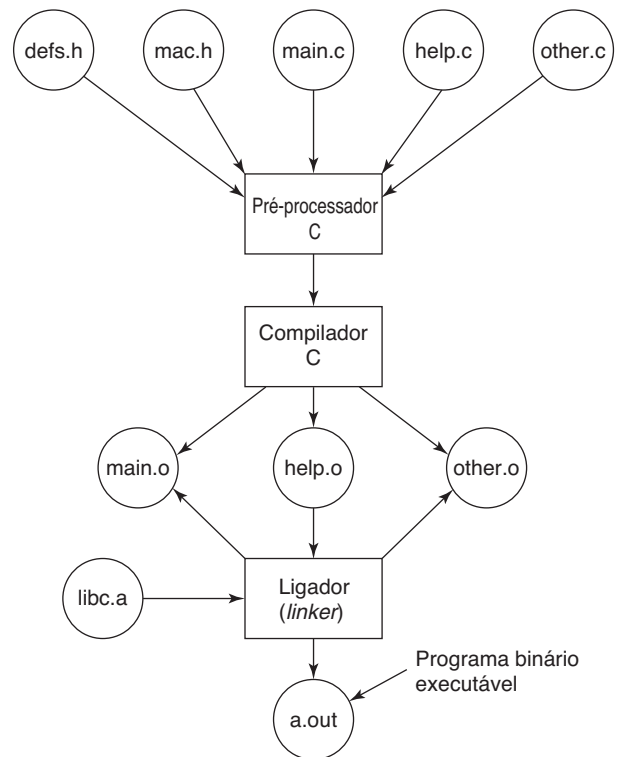 defs.h
mac.h
main.c
help.c
other.c
Pré-processador
C
Compilador
C
main.o
help.o
other.o
libc.a
Ligador
(linker)
Programa binário
executável
a.out